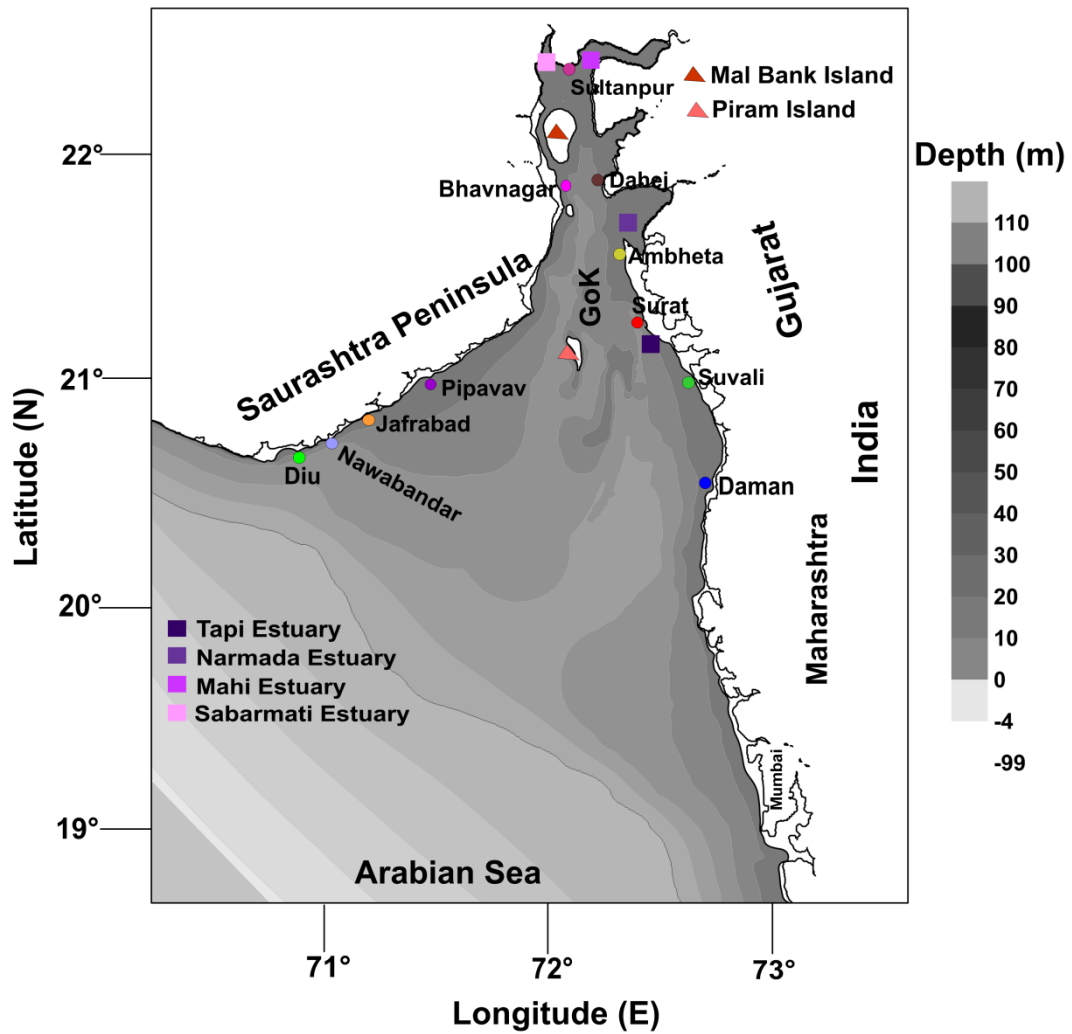 Mal Bank Island
Piram Island
Sultanpur
22°
Bhavnagar
Dahej
Ambheta
Surat
GoK
Gujarat
Saurashtra Peninsula
21°
Pipavav
Suvali
Jafrabad
Nawabandar
Diu
Daman
India
Maharashtra
Latitude (N)
20°
Tapi Estuary
Narmada Estuary
Mahi Estuary
Sabarmati Estuary
Mumbai
19°
Arabian Sea
71°
72°
73°
Longitude (E)
Depth (m)
110
100
90
80
70
60
50
40
30
20
10
0
-4
-99